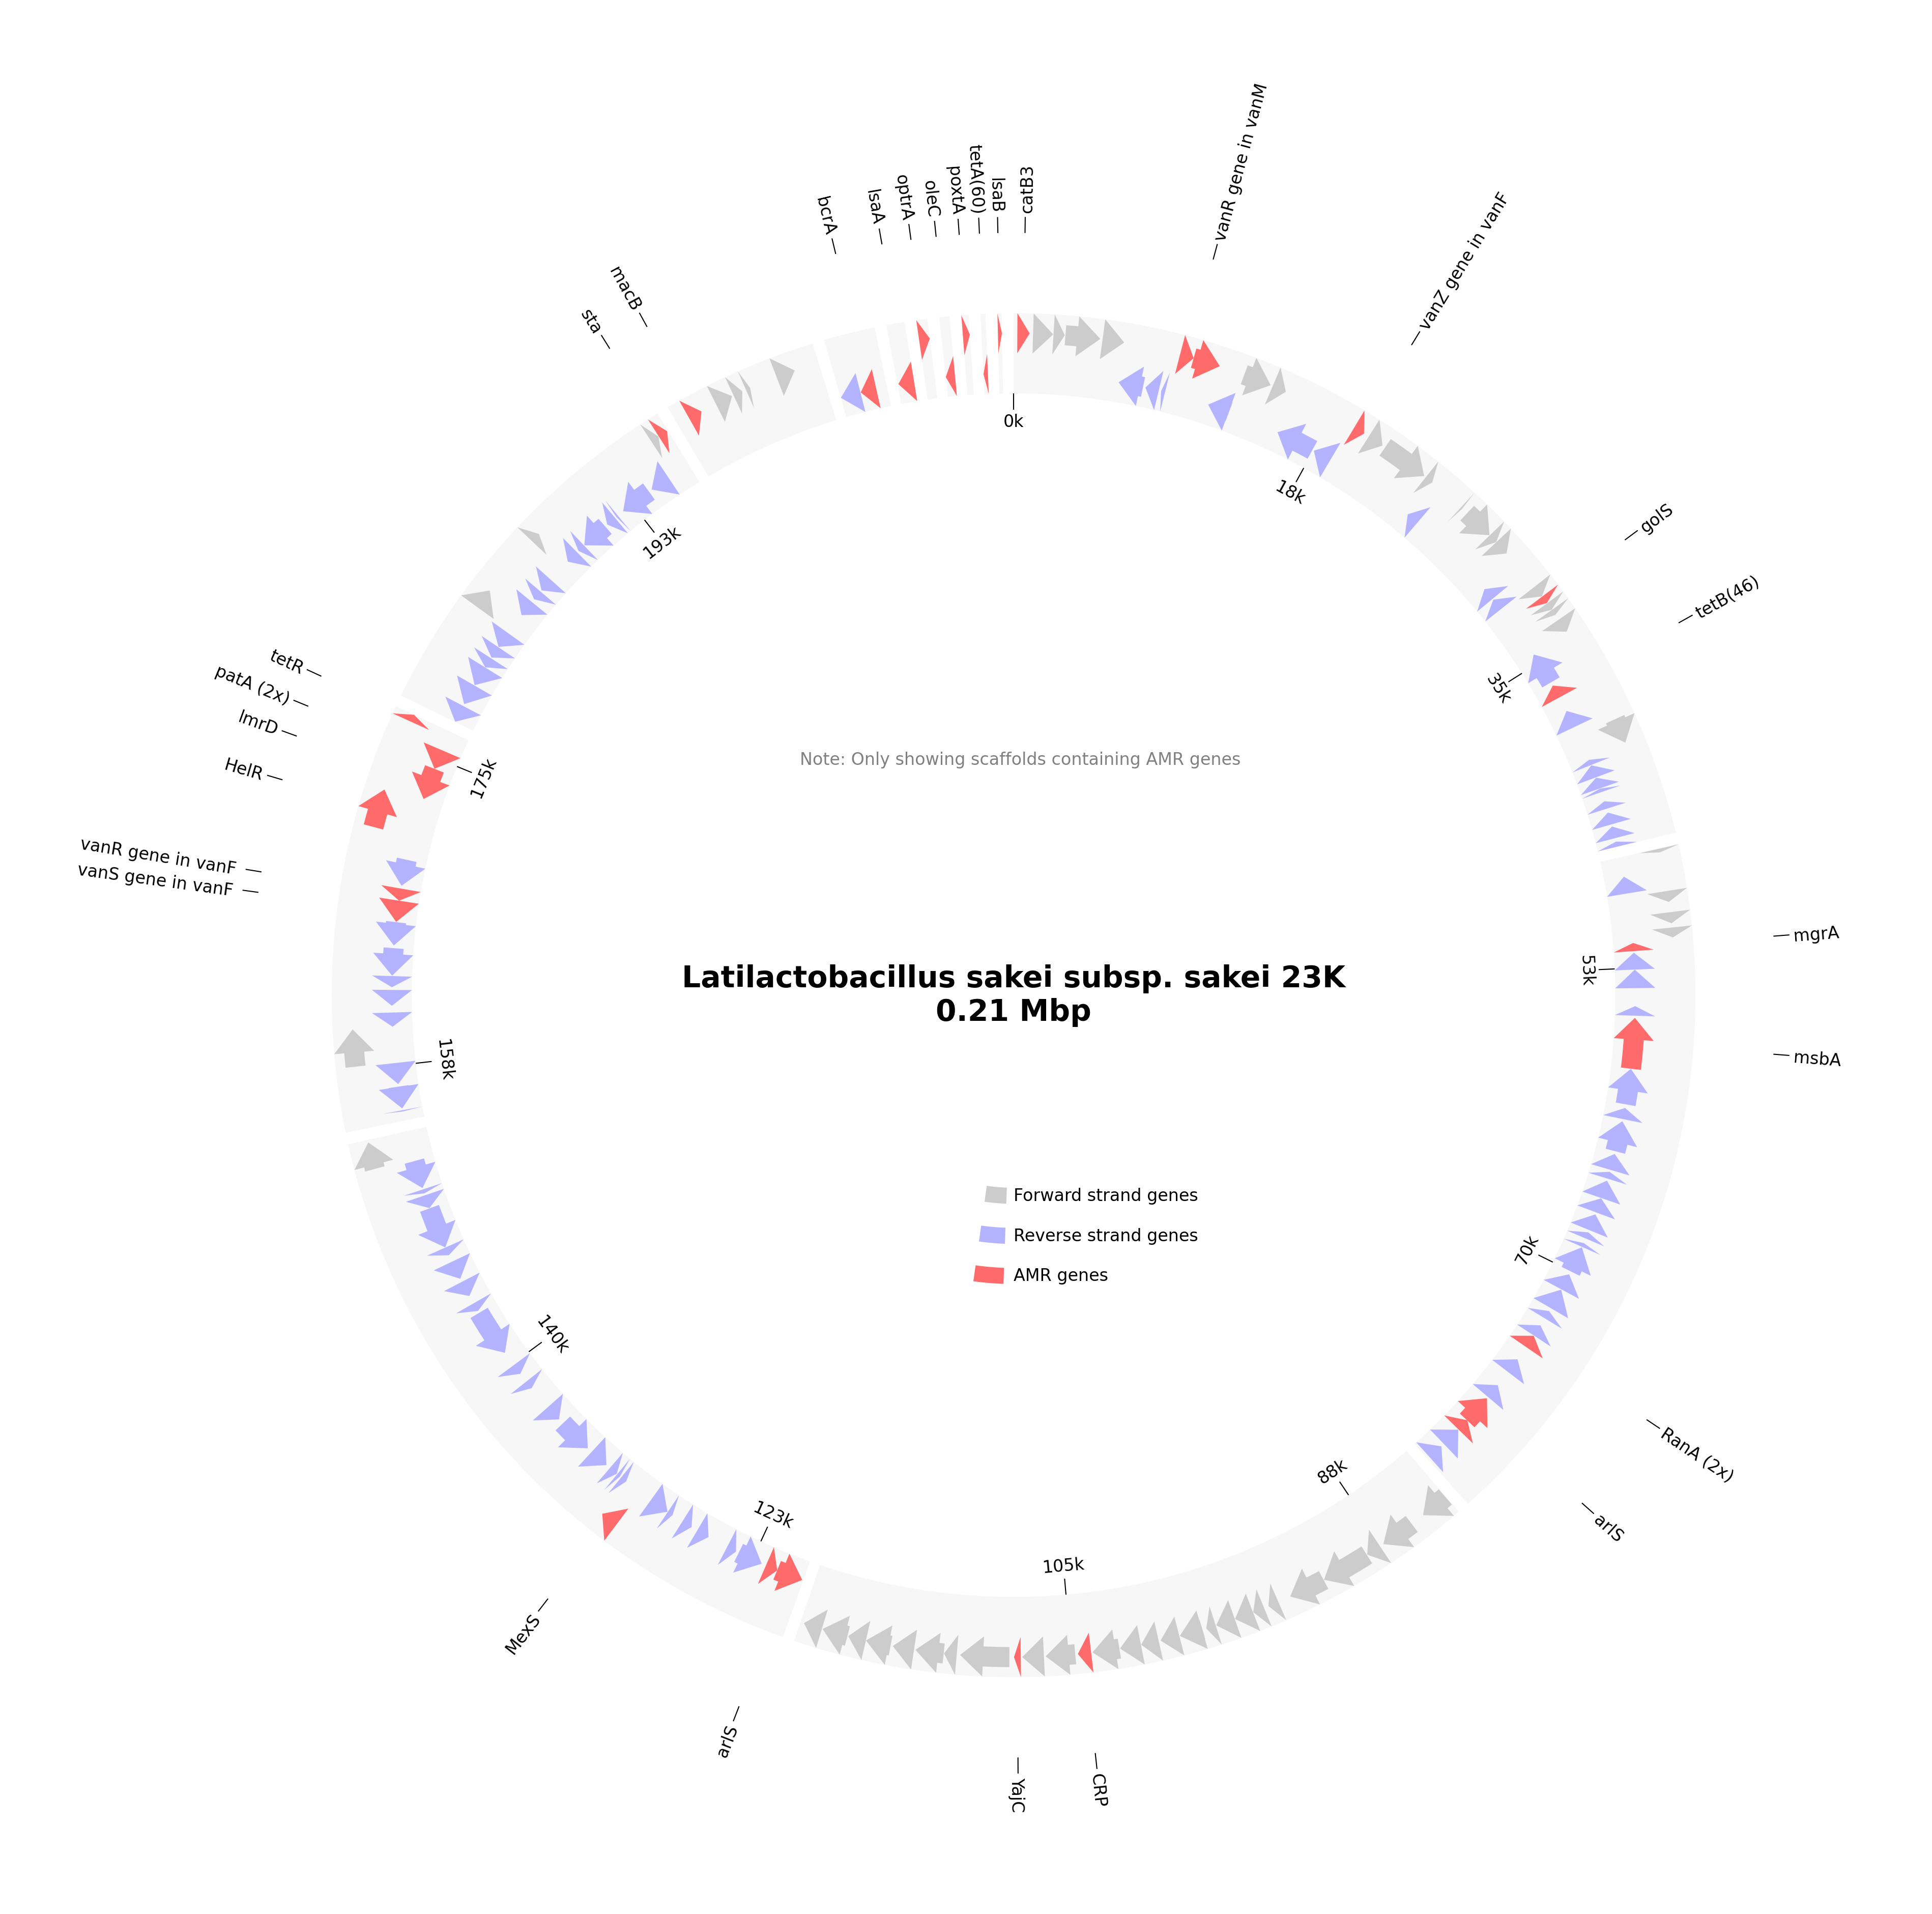 catB3
vanR gene in vanM
vanZ gene in vanF
golS
tetB(46)
mgrA
msbA
RanA (2x)
arlS
CRP
YajC
arlS
MexS
vanS gene in vanF
vanR gene in vanF
HelR
lmrD
patA (2x)
tetR
sta
macB
bcrA
lsaA
optrA
oleC
poxtA
tetA(60)
lsaB
0k
18k
35k
53k
70k
88k
105k
123k
140k
158k
175k
193k
Note: Only showing scaffolds containing AMR genes
Latilactobacillus sakei subsp. sakei 23K
0.21 Mbp
Forward strand genes
Reverse strand genes
AMR genes